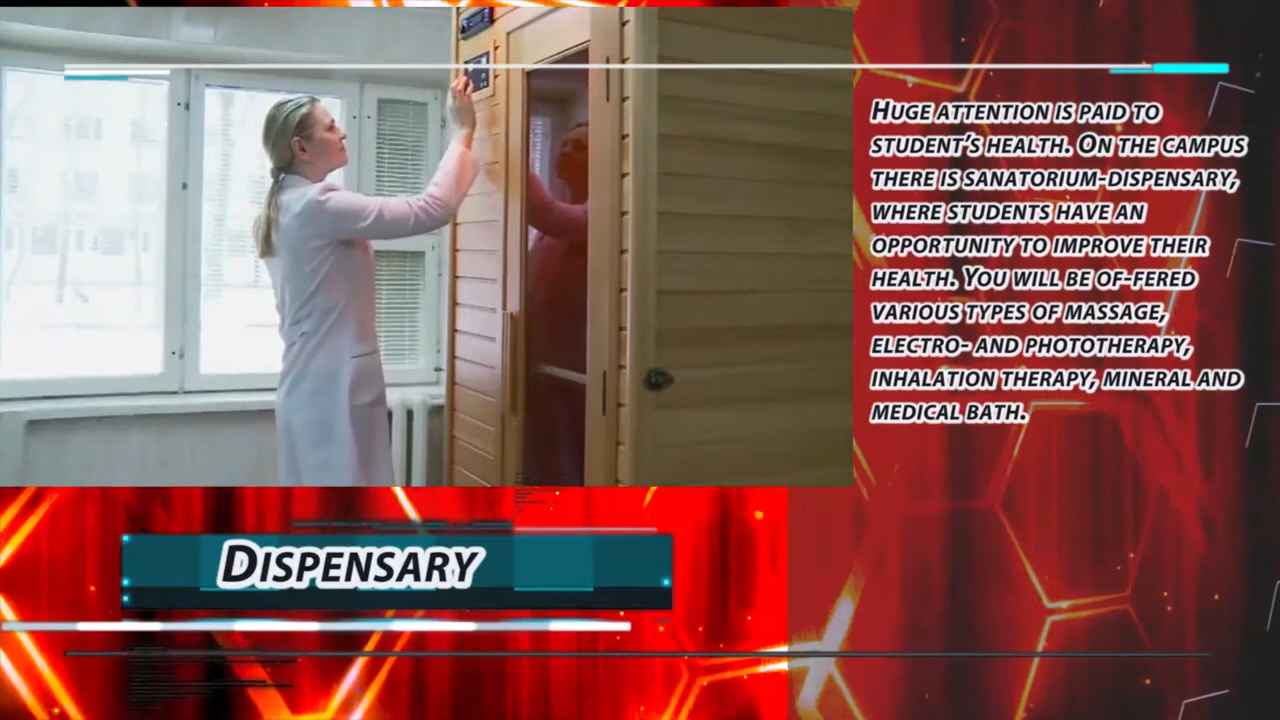 Huge attention is paid to
student's health. On the campus
there is sanatorium-dispensary,
where students have an
opportunity to improve their
health. You will be of-fered
various types of massage,
electro- and phototherapy,
inhalation therapy, mineral and
medical bath.
Dispensary